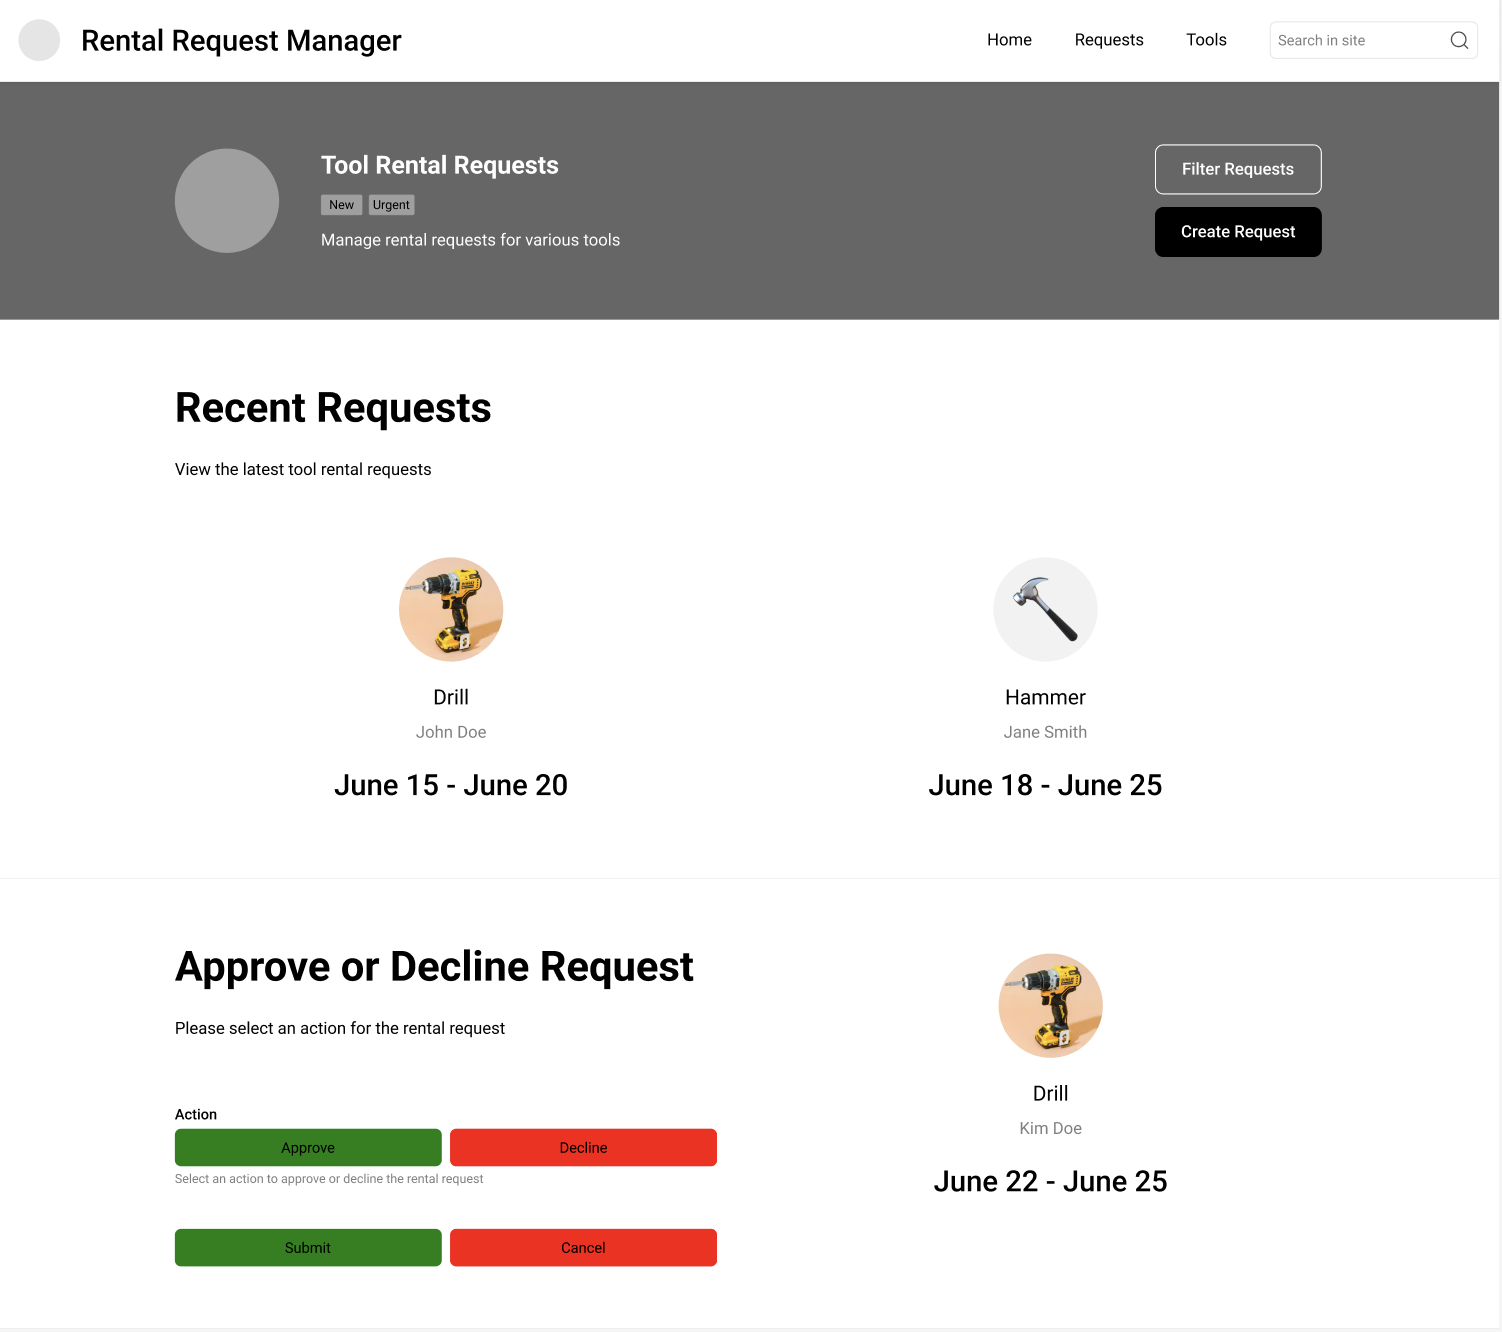 Rental Request Manager
Home
Requests
Tools
Search in site
Tool Rental Requests
New
Urgent
Manage rental requests for various tools
Filter Requests
Create Request
Recent Requests
View the latest tool rental requests
Drill
John Doe
June 15 - June 20
Hammer
Jane Smith
June 18 - June 25
Approve or Decline Request
Please select an action for the rental request
Action
Approve
Decline
Select an action to approve or decline the rental request
Submit
Cancel
Drill
Kim Doe
June 22 - June 25